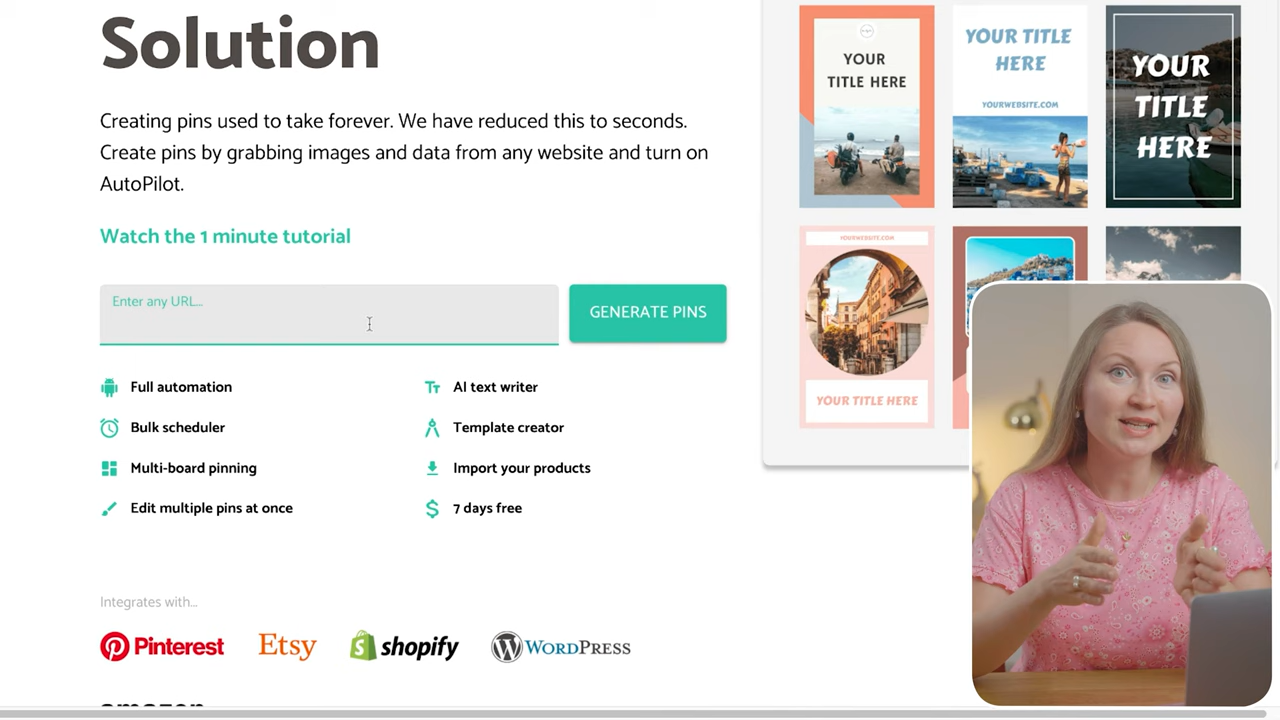 Solution
Creating pins used to take forever. We have reduced this to seconds.
Create pins by grabbing images and data from any website and turn on
AutoPilot.
Watch the 1 minute tutorial
Enter any URL...
GENERATE PINS
Full automation
AI text writer
Bulk scheduler
Template creator
Multi-board pinning
Import your products
Edit multiple pins at once
7 days free
Integrates with...
Pinterest
Etsy
shopify
WORDPRESS
amazon
YOUR
TITLE HERE
YOUR TITLE
HERE
YOURWEBSITE.COM
YOUR
TITLE
HERE
YOURWEBSITE.COM
YOUR TITLE HERE